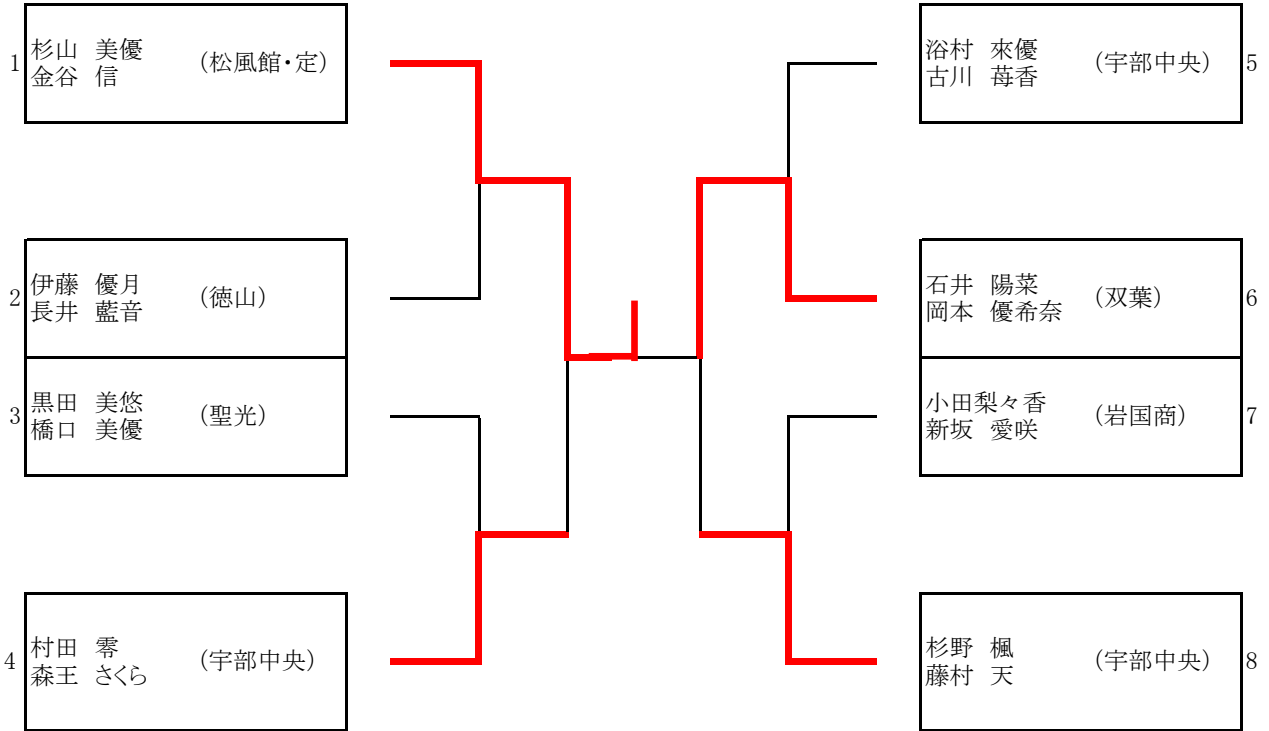 1 杉山 美優 (松風館・定)
金谷 信
2 伊藤 優月 (徳山)
長井 藍音
3 黒田 美悠 (聖光)
橋口 美優
4 村田 零 (宇部中央)
森王 さくら
浴村 來優 (宇部中央) 5
古川 苺香
石井 陽菜 (双葉) 6
岡本 優希奈
小田梨々香 (岩国商) 7
新坂 愛咲
杉野 楓 (宇部中央) 8
藤村 天